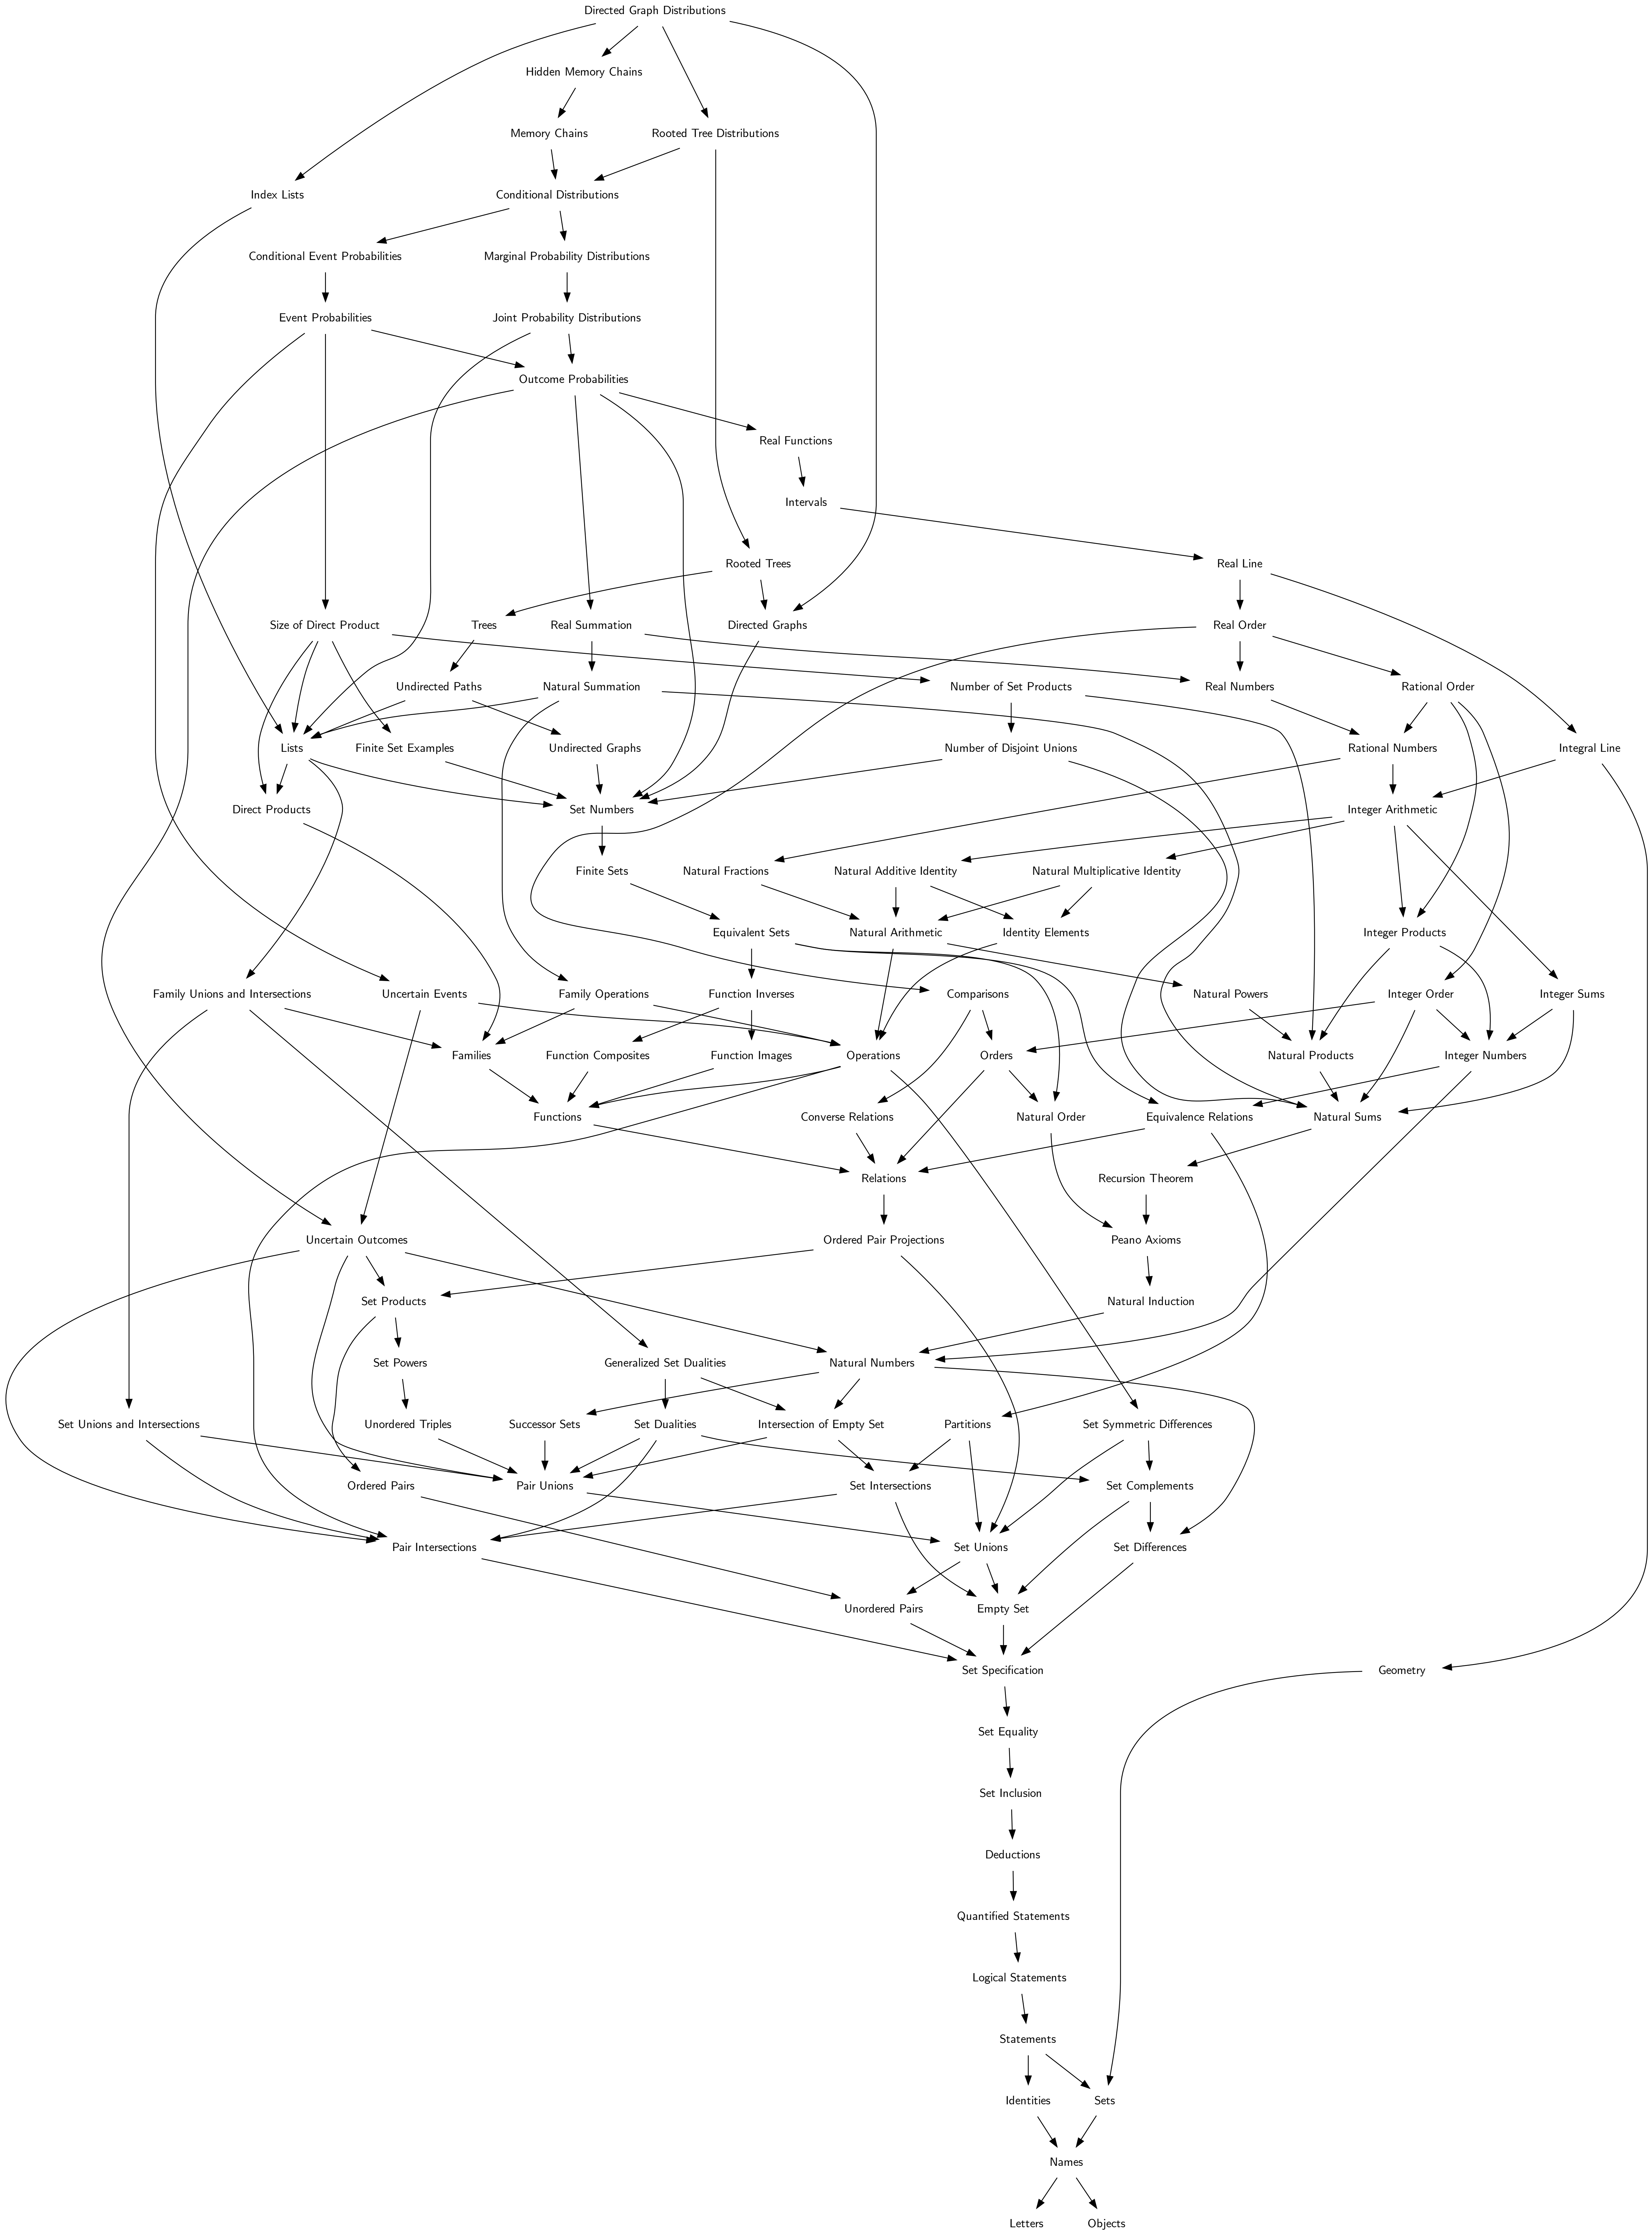 Directed Graph Distributions
Hidden Memory Chains
Memory Chains
Rooted Tree Distributions
Index Lists
Conditional Distributions
Conditional Event Probabilities
Marginal Probability Distributions
Event Probabilities
Joint Probability Distributions
Outcome Probabilities
Real Functions
Intervals
Rooted Trees
Real Line
Size of Direct Product
Trees
Real Summation
Directed Graphs
Real Order
Undirected Paths
Natural Summation
Number of Set Products
Real Numbers
Rational Order
Lists
Finite Set Examples
Undirected Graphs
Number of Disjoint Unions
Rational Numbers
Integral Line
Direct Products
Set Numbers
Integer Arithmetic
Finite Sets
Natural Fractions
Natural Additive Identity
Natural Multiplicative Identity
Equivalent Sets
Natural Arithmetic
Identity Elements
Integer Products
Family Unions and Intersections
Uncertain Events
Family Operations
Function Inverses
Comparisons
Natural Powers
Integer Order
Integer Sums
Families
Function Composites
Function Images
Operations
Orders
Natural Products
Integer Numbers
Functions
Converse Relations
Natural Order
Equivalence Relations
Natural Sums
Relations
Recursion Theorem
Uncertain Outcomes
Ordered Pair Projections
Peano Axioms
Set Products
Natural Induction
Set Powers
Generalized Set Dualities
Natural Numbers
Set Unions and Intersections
Unordered Triples
Successor Sets
Set Dualities
Intersection of Empty Set
Partitions
Set Symmetric Differences
Ordered Pairs
Pair Unions
Set Intersections
Set Complements
Pair Intersections
Set Unions
Set Differences
Unordered Pairs
Empty Set
Set Specification
Geometry
Set Equality
Set Inclusion
Deductions
Quantified Statements
Logical Statements
Statements
Identities
Sets
Names
Letters
Objects